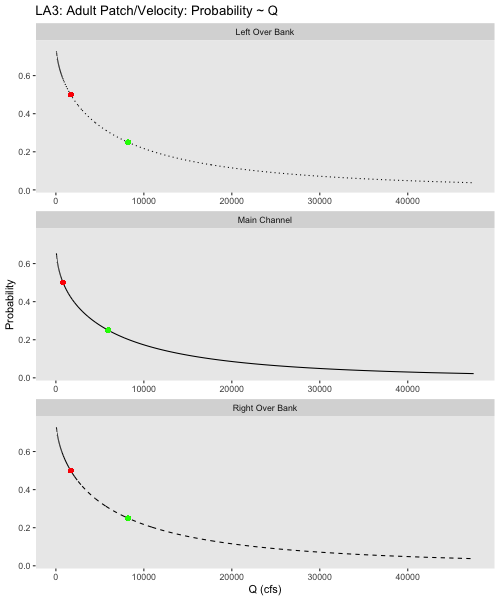 LA3: Adult Patch/Velocity: Probability ~ Q
Left Over Bank
0.6
0.4
0.2
0.0
0 10000 20000 30000 40000
Main Channel
0.6
0.4
0.2
0.0
0 10000 20000 30000 40000
Probability
Right Over Bank
0.6
0.4
0.2
0.0
0 10000 20000 30000 40000
Q (cfs)